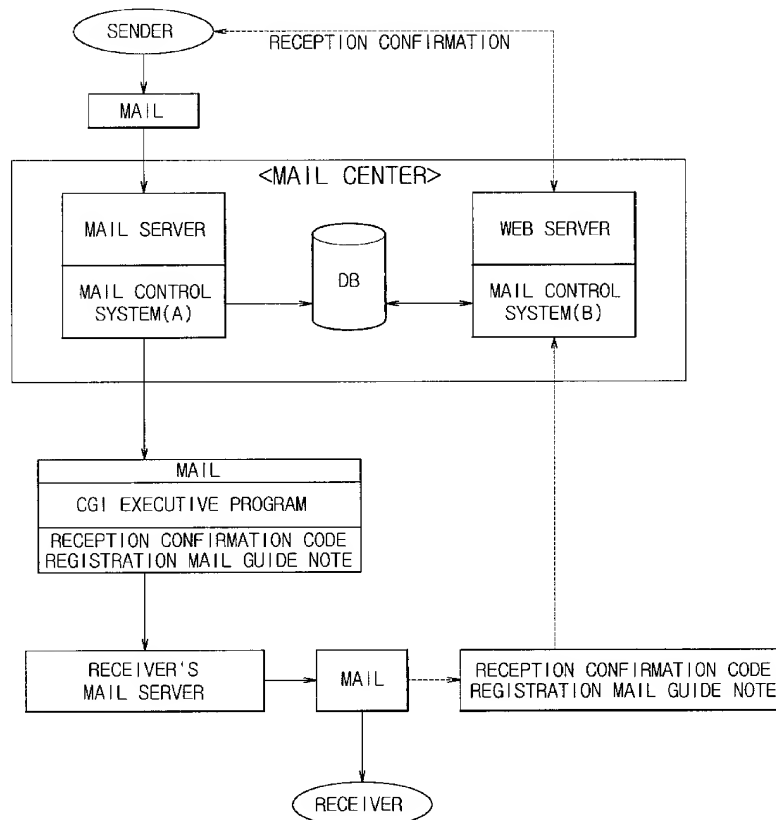 SENDER
RECEPTION CONFIRMATION
MAIL
<MAIL CENTER>
MAIL SERVER
MAIL CONTROL
SYSTEM(A)
DB
WEB SERVER
MAIL CONTROL
SYSTEM(B)
MAIL
CGI EXECUTIVE PROGRAM
RECEPTION CONFIRMATION CODE
REGISTRATION MAIL GUIDE NOTE
RECEIVER'S
MAIL SERVER
MAIL
RECEPTION CONFIRMATION CODE
REGISTRATION MAIL GUIDE NOTE
RECEIVER